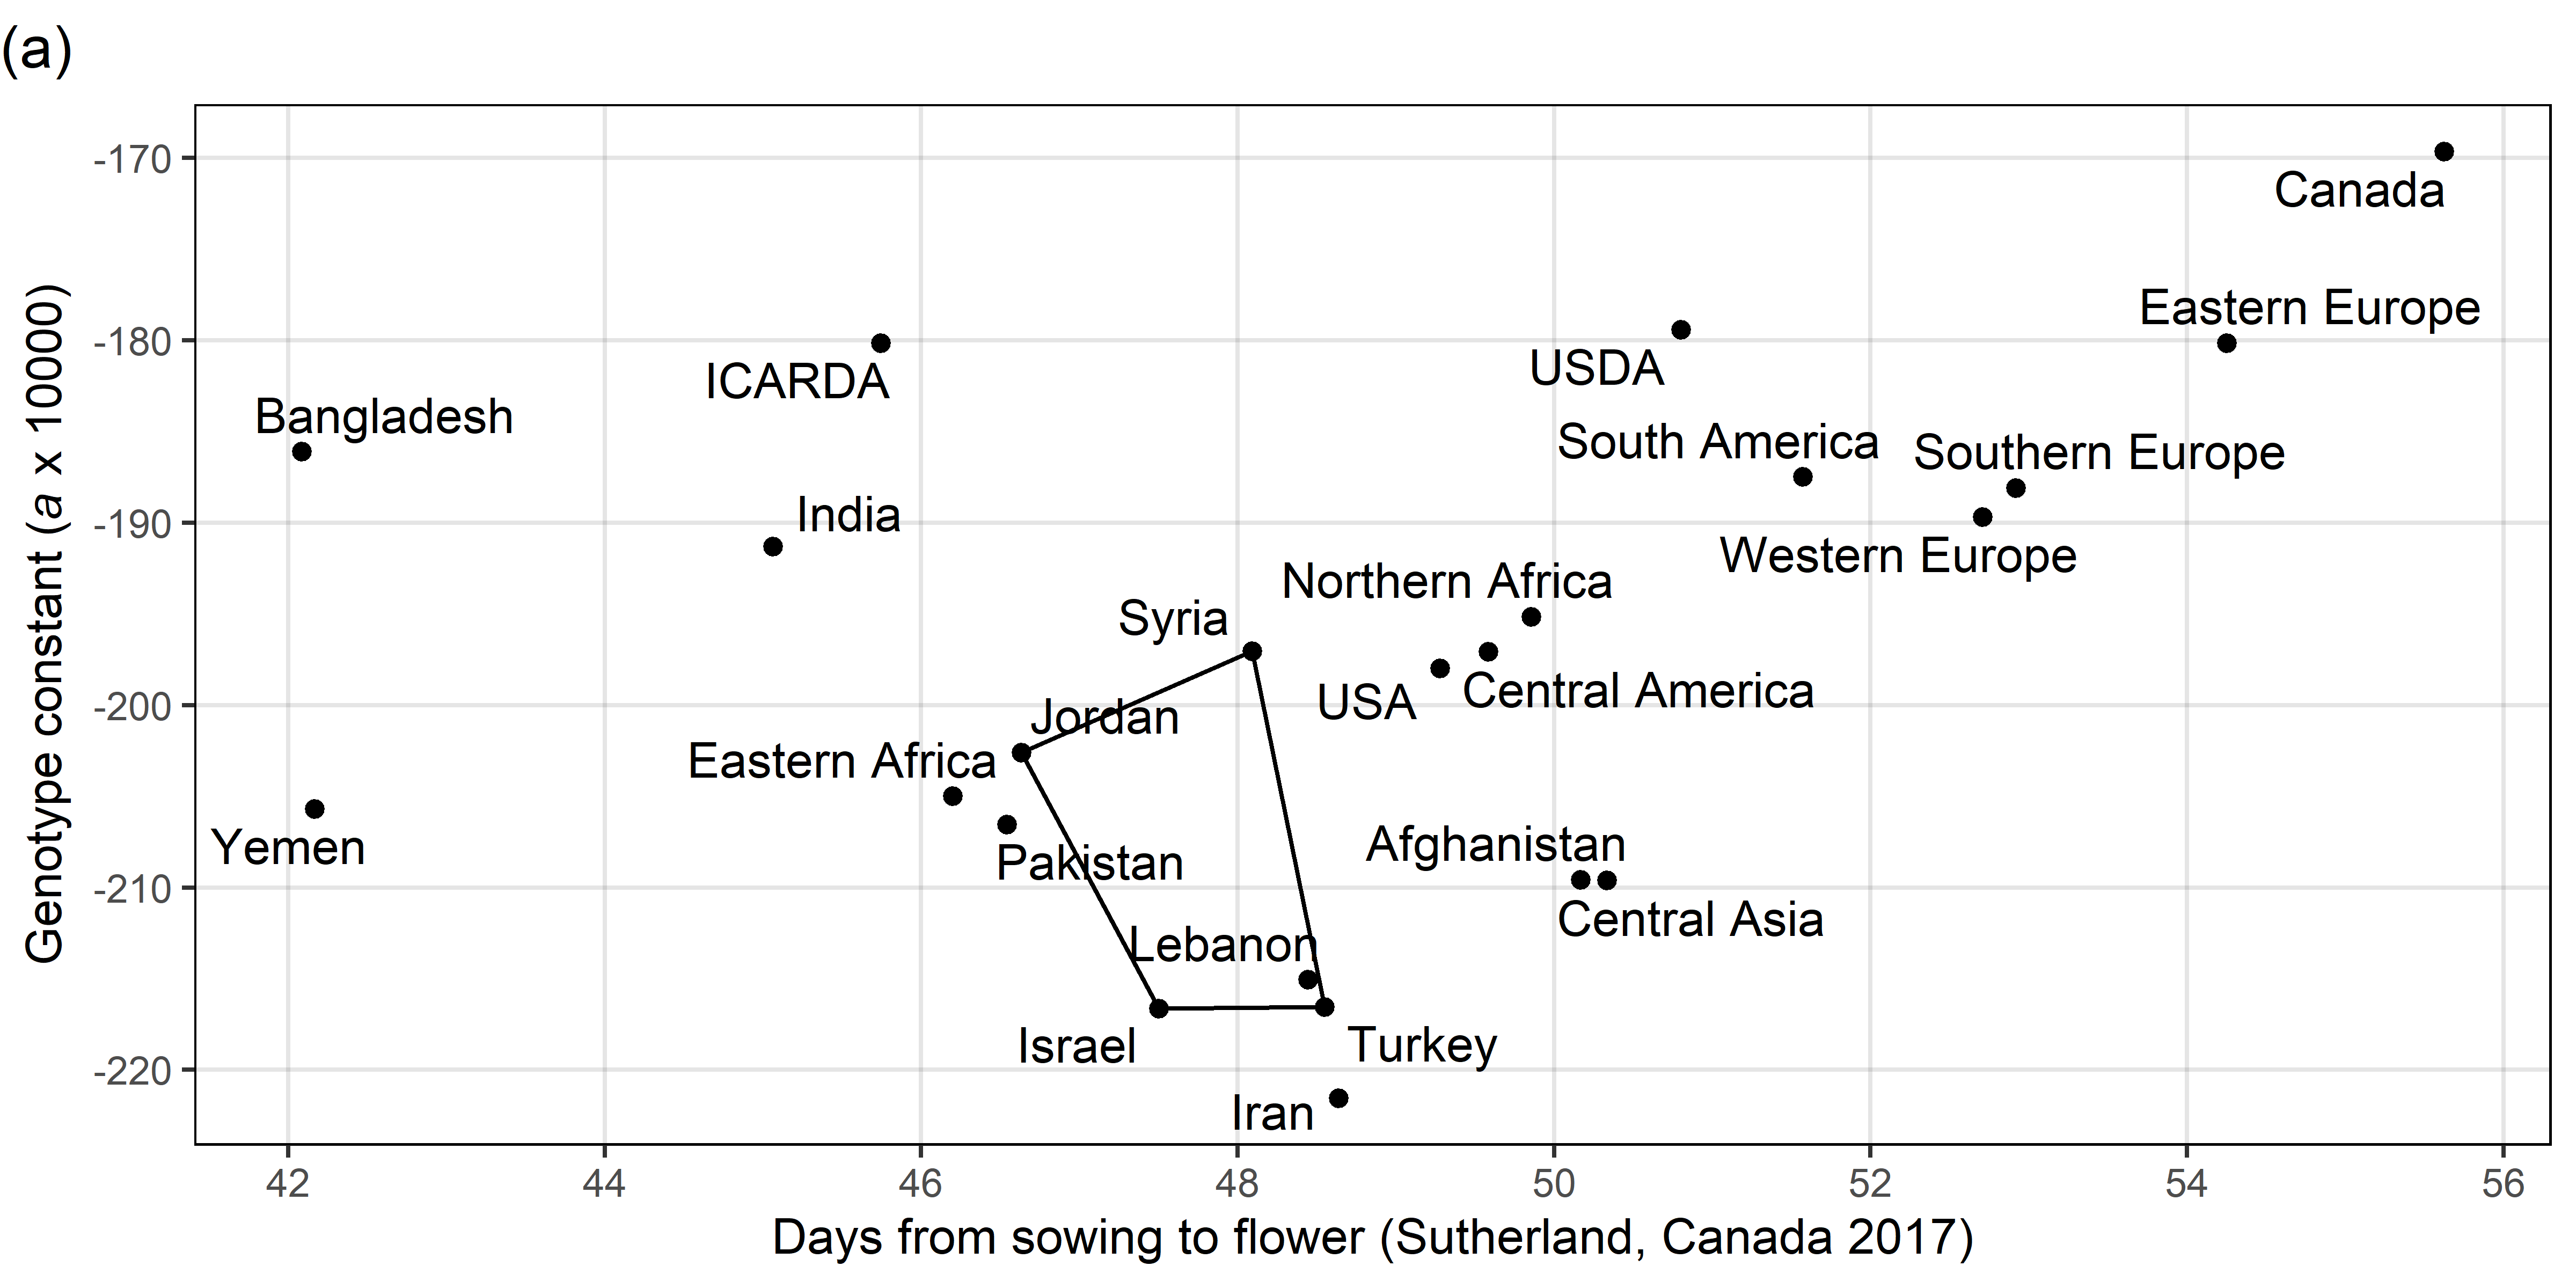 (a)
Genotype constant (a x 10000)
-170
-180
-190
-200
-210
-220
Canada
Eastern Europe
ICARDA
USDA
Bangladesh
South America
Southern Europe
India
Western Europe
Northern Africa
Syria
USA
Central America
Jordan
Eastern Africa
Yemen
Pakistan
Afghanistan
Central Asia
Lebanon
Israel
Turkey
Iran
42 44 46 48 50 52 54 56
Days from sowing to flower (Sutherland, Canada 2017)